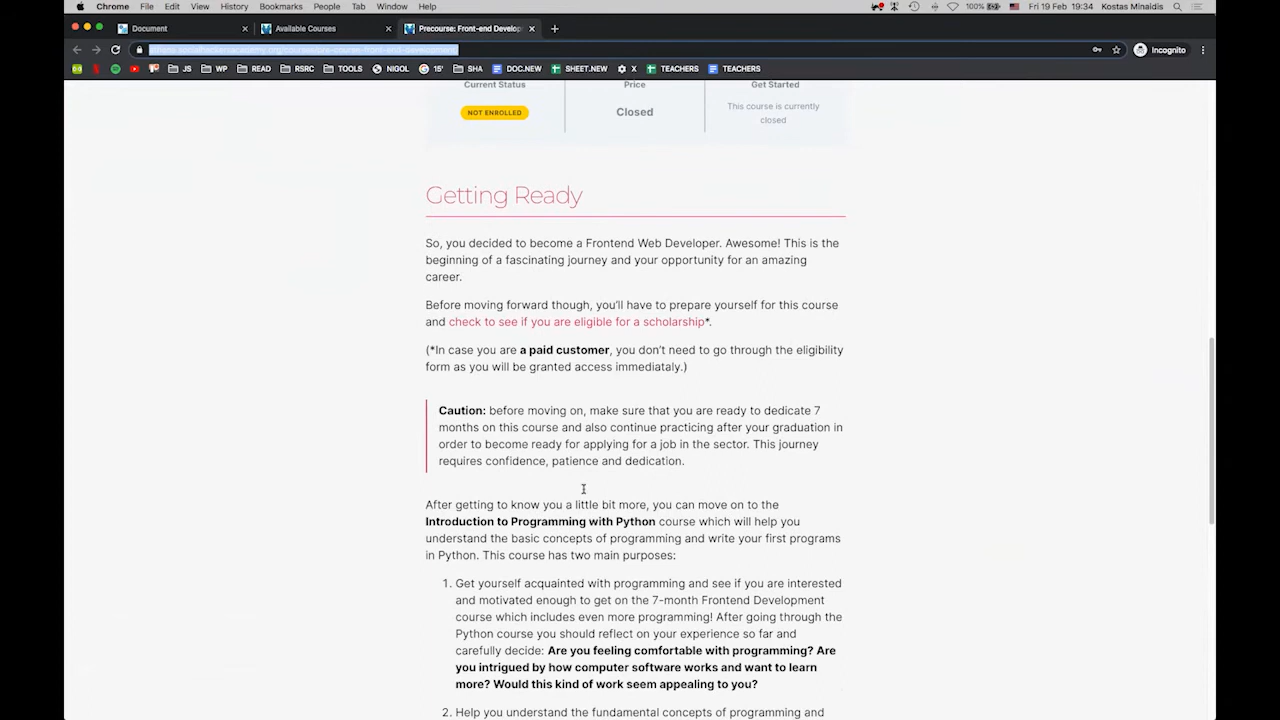 Chrome File Edit View History Bookmarks People Tab Window Help 100% Fri 19 Feb 19:34 Kostas Minaidis
Document Available Courses Precourse: Front-end Develop
Incognito
JS WP READ RSRC TOOLS NIGOL 15' SHA DOC.NEW SHEET.NEW X TEACHERS TEACHERS
Current Status Price Get Started
NOT ENROLLED Closed This course is currently
closed
Getting Ready
So, you decided to become a Frontend Web Developer. Awesome! This is the
beginning of a fascinating journey and your opportunity for an amazing
career.
Before moving forward though, you'll have to prepare yourself for this course
and check to see if you are eligible for a scholarship*.
(*In case you are a paid customer, you don't need to go through the eligibility
form as you will be granted access immediataly.)
Caution: before moving on, make sure that you are ready to dedicate 7
months on this course and also continue practicing after your graduation in
order to become ready for applying for a job in the sector. This journey
requires confidence, patience and dedication.
After getting to know you a little bit more, you can move on to the
Introduction to Programming with Python course which will help you
understand the basic concepts of programming and write your first programs
in Python. This course has two main purposes:
1. Get yourself acquainted with programming and see if you are interested
and motivated enough to get on the 7-month Frontend Development
course which includes even more programming! After going through the
Python course you should reflect on your experience so far and
carefully decide: Are you feeling comfortable with programming? Are
you intrigued by how computer software works and want to learn
more? Would this kind of work seem appealing to you?
2. Help you understand the fundamental concepts of programming and